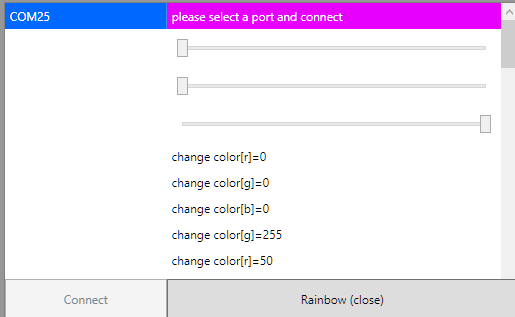 COM25
please select a port and connect
change color[r]=0
change color[g]=0
change color[b]=0
change color[g]=255
change color[r]=50
Connect
Rainbow (close)